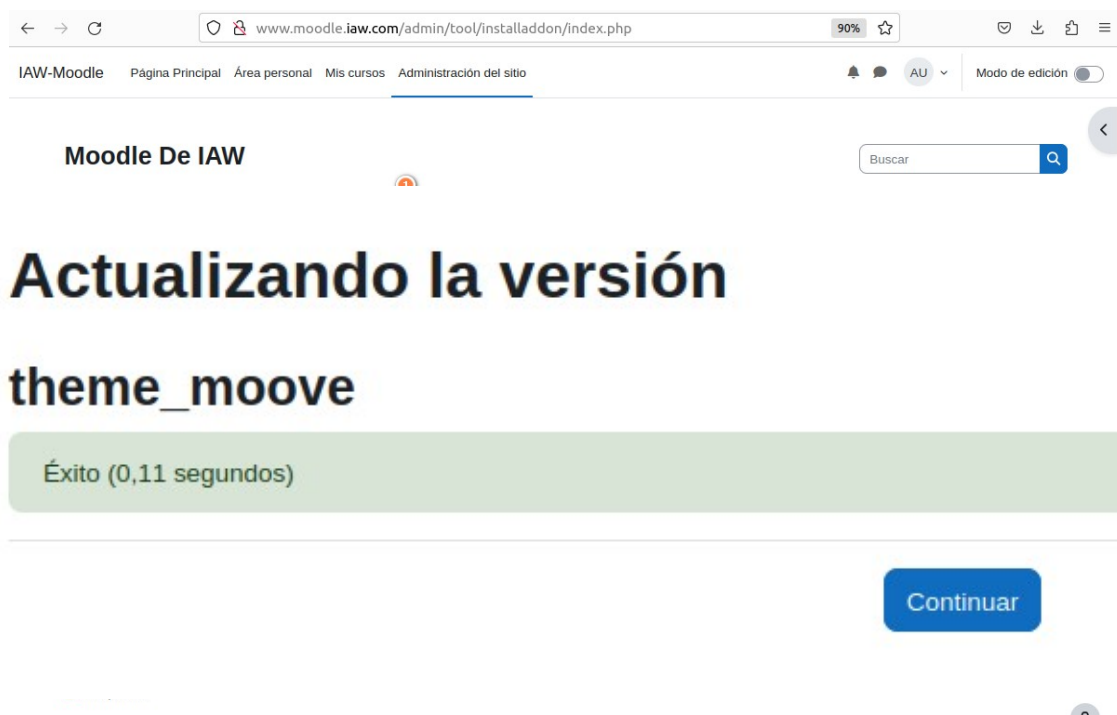 www.moodle.iaw.com/admin/tool/installaddon/index.php 90%
IAW-Moodle Página Principal Área personal Mis cursos Administración del sitio AU Modo de edición
Moodle De IAW Buscar
1
Actualizando la versión
theme_moove
Éxito (0,11 segundos)
Continuar